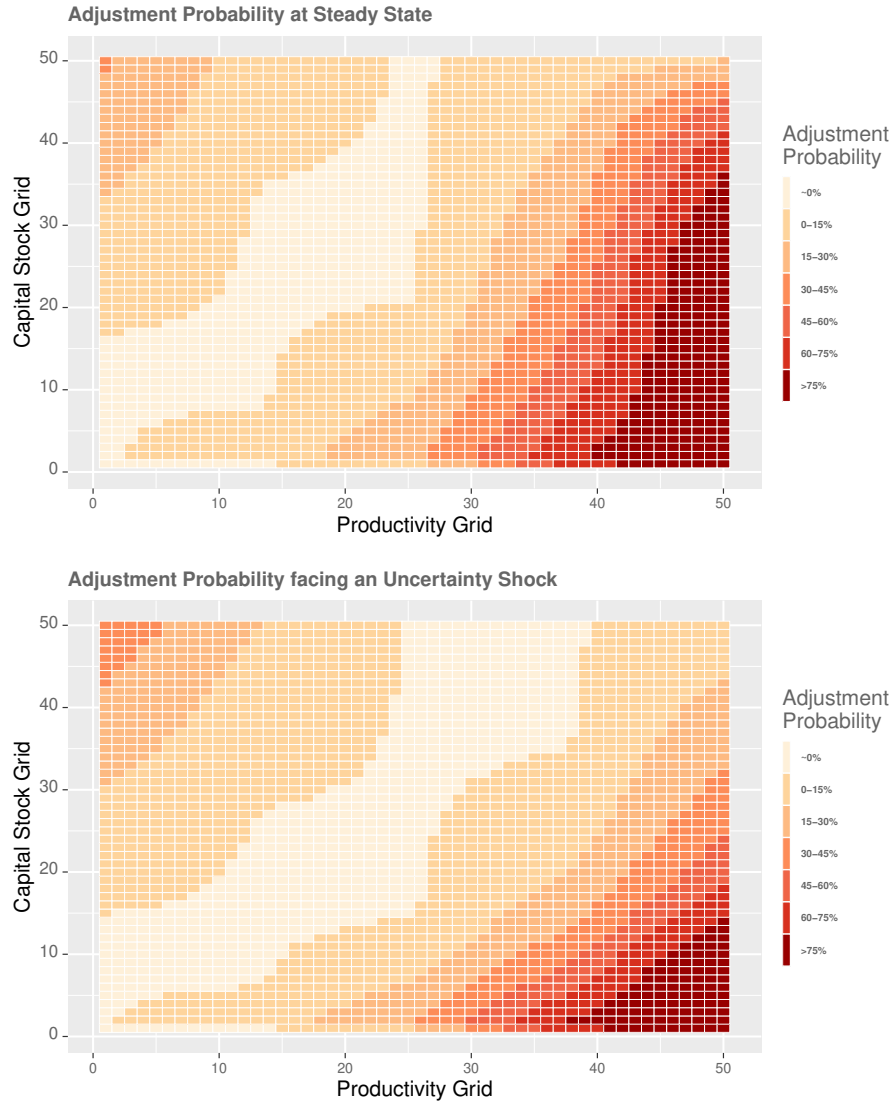 Adjustment Probability at Steady State
50
40
30
20
10
0
Capital Stock Grid
0 10 20 30 40 50
Productivity Grid
Adjustment
Probability
~0%
0–15%
15–30%
30–45%
45–60%
60–75%
>75%
Adjustment Probability facing an Uncertainty Shock
50
40
30
20
10
0
Capital Stock Grid
0 10 20 30 40 50
Productivity Grid
Adjustment
Probability
~0%
0–15%
15–30%
30–45%
45–60%
60–75%
>75%